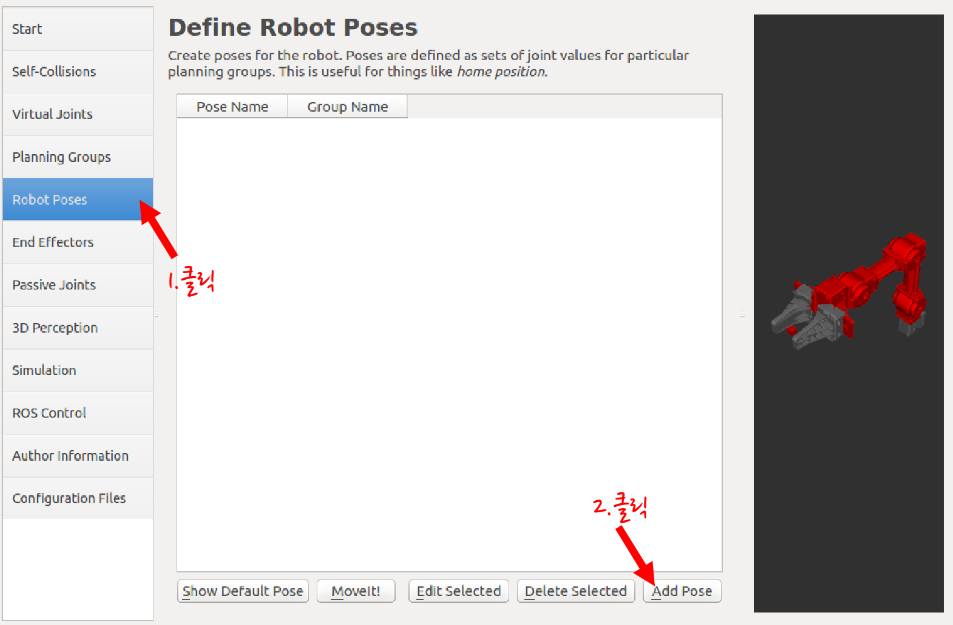 Start
Self-Collisions
Virtual Joints
Planning Groups
Robot Poses
End Effectors
Passive Joints
3D Perception
Simulation
ROS Control
Author Information
Configuration Files
1.클릭
Define Robot Poses
Create poses for the robot. Poses are defined as sets of joint values for particular
planning groups. This is useful for things like home position.
Pose Name Group Name
2.클릭
Show Default Pose MoveIt! Edit Selected Delete Selected Add Pose